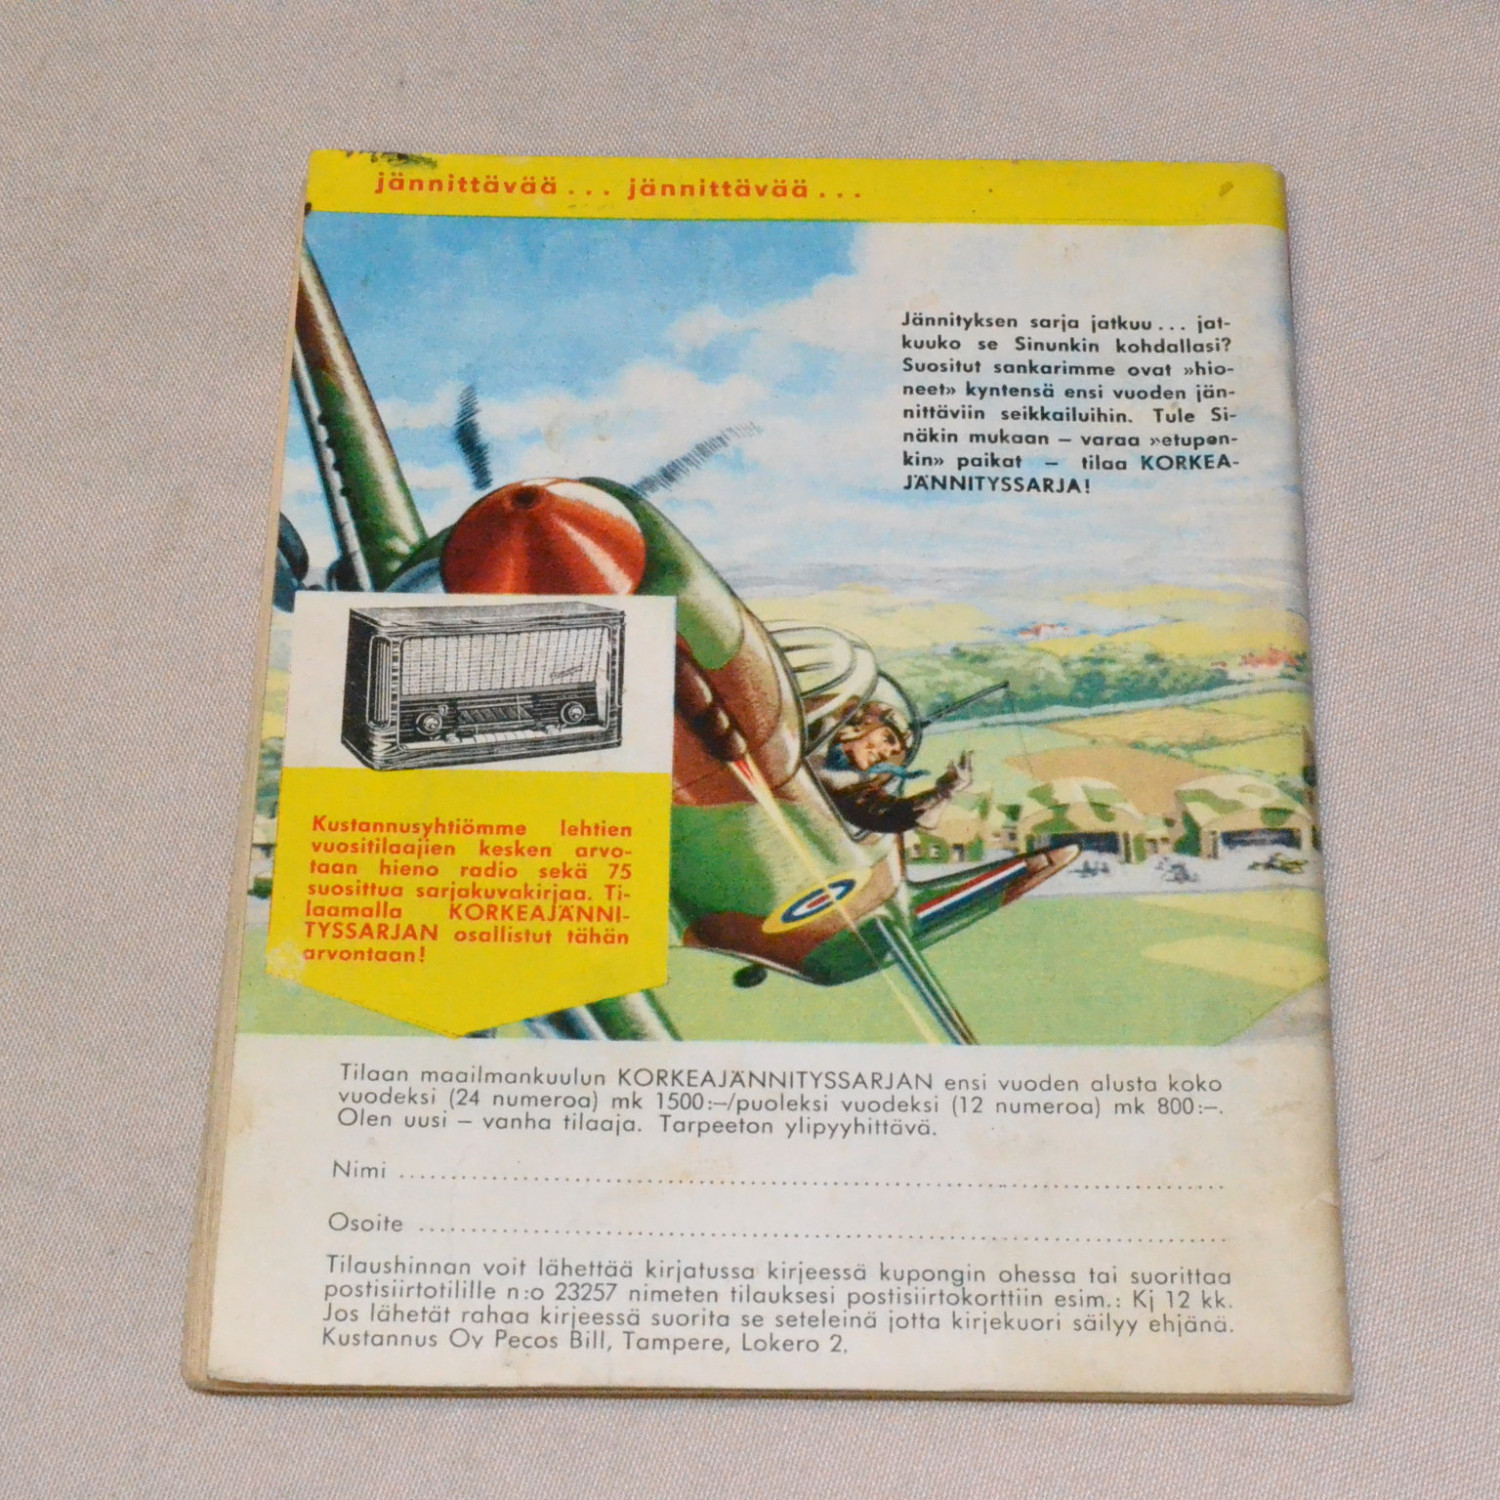 jännittävää... jännittävää...
Jännityksen sarja jatkuu... jat-
kuuko se Sinunkin kohdallasi?
Suositut sankarimme ovat »hio-
neet» kyntensä ensi vuoden jän-
nittäviin seikkailuihin. Tule Si-
näkin mukaan – varaa »etupen-
kin» paikat – tilaa KORKEA-
JÄNNITYSSARJA!
Kustannusyhtiömme lehtien
vuositilaajien kesken arvo-
taan hieno radio sekä 75
suosittua sarjakuvakirjaa. Ti-
laamalla KORKEAJÄNNI-
TYSSARJAN osallistut tähän
arvontaan!
Tilaan maailmankuulun KORKEAJÄNNITYSSARJAN ensi vuoden alusta koko
vuodeksi (24 numeroa) mk 1500:–/puoleksi vuodeksi (12 numeroa) mk 800:–.
Olen uusi – vanha tilaaja. Tarpeeton ylipyyhittävä.
Nimi
Osoite
Tilaushinnan voit lähettää kirjatussa kirjeessä kupongin ohessa tai suorittaa
postisiirtotilille n:o 23257 nimeten tilauksesi postisiirtokorttiin esim.: Kj 12 kk.
Jos lähetät rahaa kirjeessä suorita se seteleinä jotta kirjekuori säilyy ehjänä.
Kustannus Oy Pecos Bill, Tampere, Lokero 2.